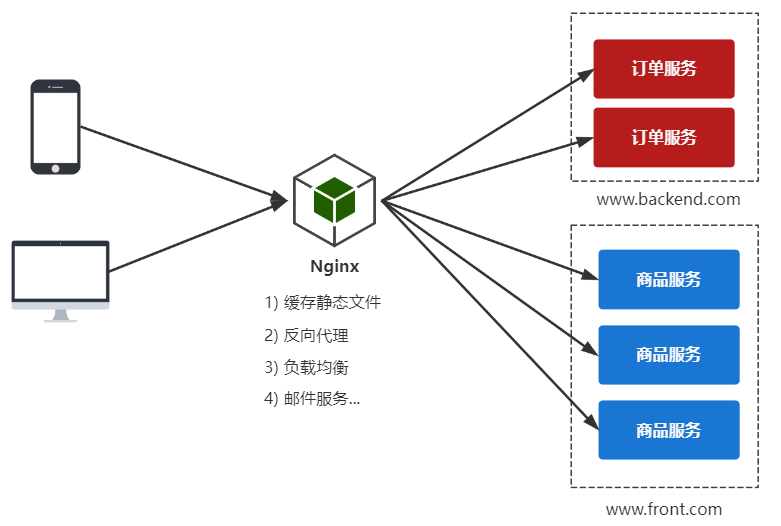 Nginx
1) 缓存静态文件
2) 反向代理
3) 负载均衡
4) 邮件服务...
订单服务
订单服务
www.backend.com
商品服务
商品服务
商品服务
www.front.com